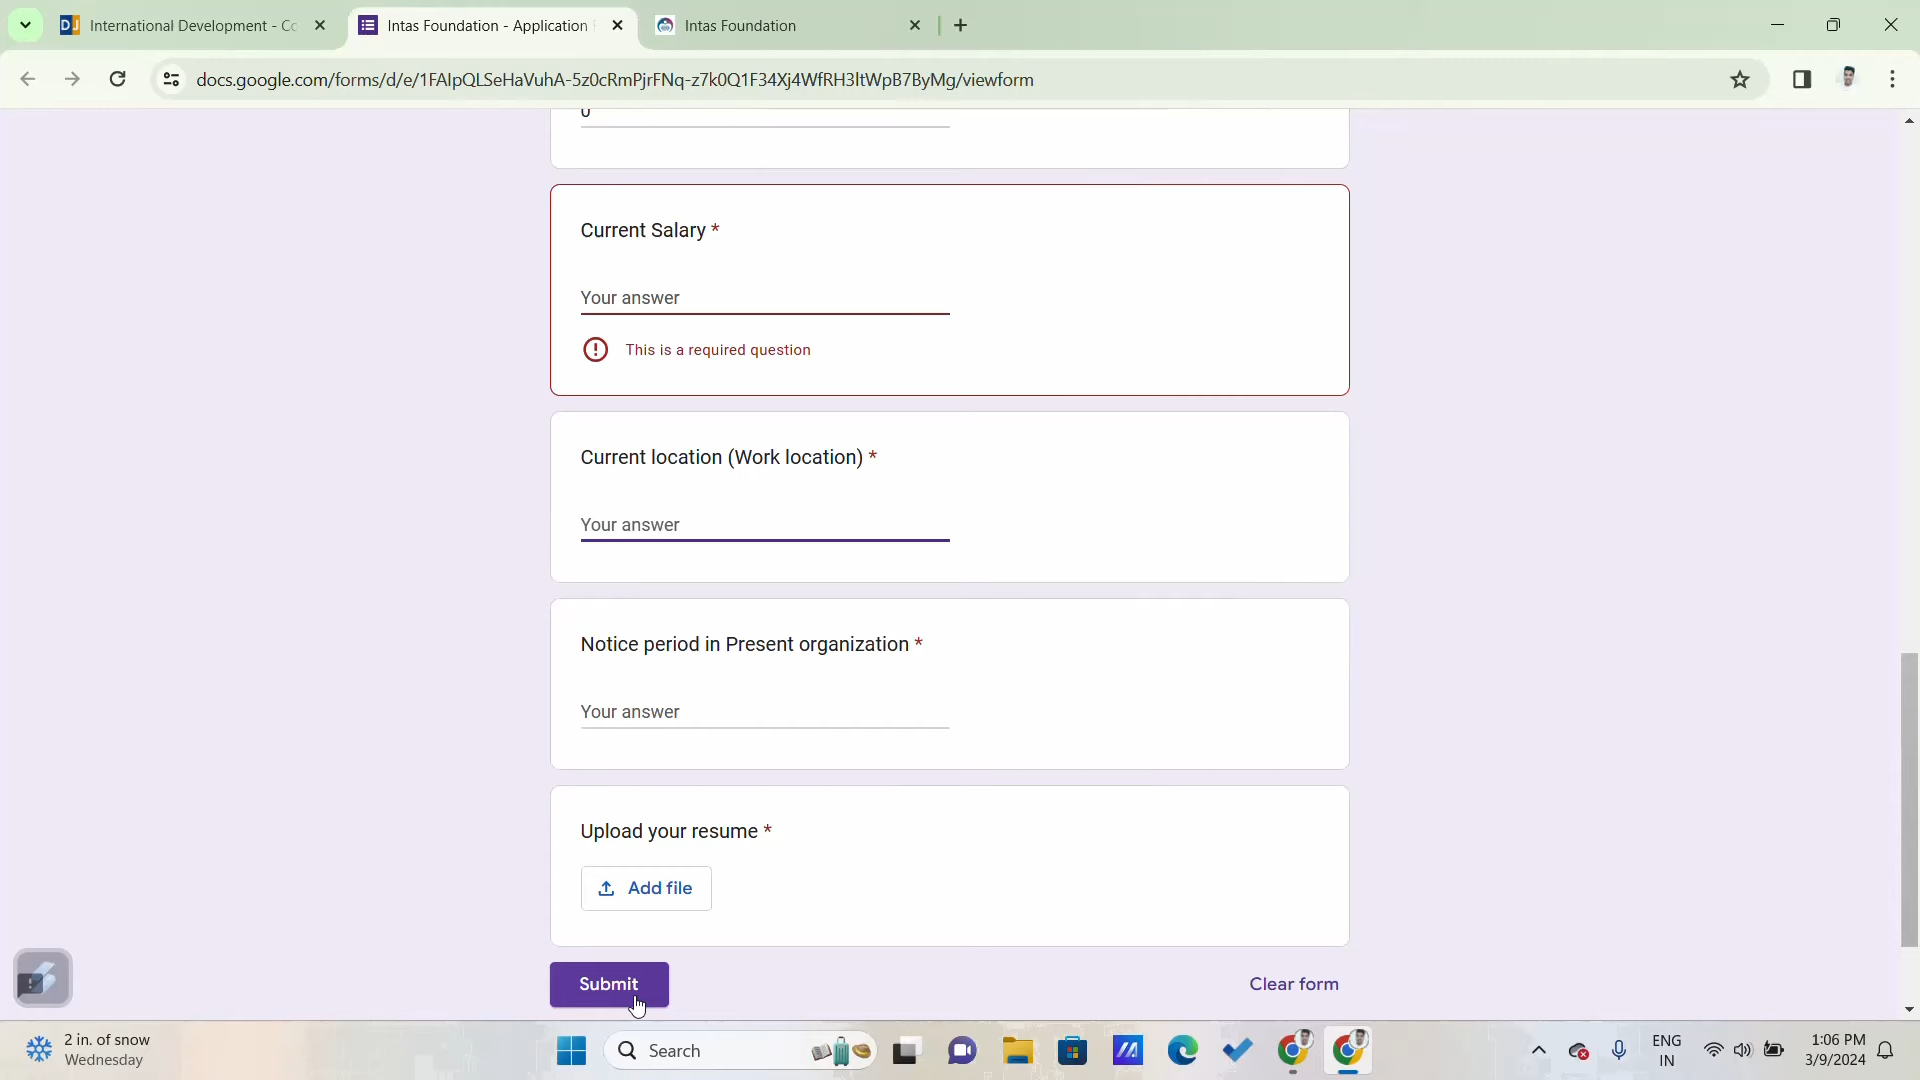 International Development - Co
Intas Foundation - Application
Intas Foundation
docs.google.com/forms/d/e/1FAIpQLSeHaVuhA-5z0cRmPjrFNq-z7k0Q1F34Xj4WfRH3ltWpB7ByMg/viewform
0
Current Salary *
Your answer
This is a required question
Current location (Work location) *
Your answer
Notice period in Present organization *
Your answer
Upload your resume *
Add file
Submit
Clear form
2 in. of snow
Wednesday
Search
ENG
IN
1:06 PM
3/9/2024